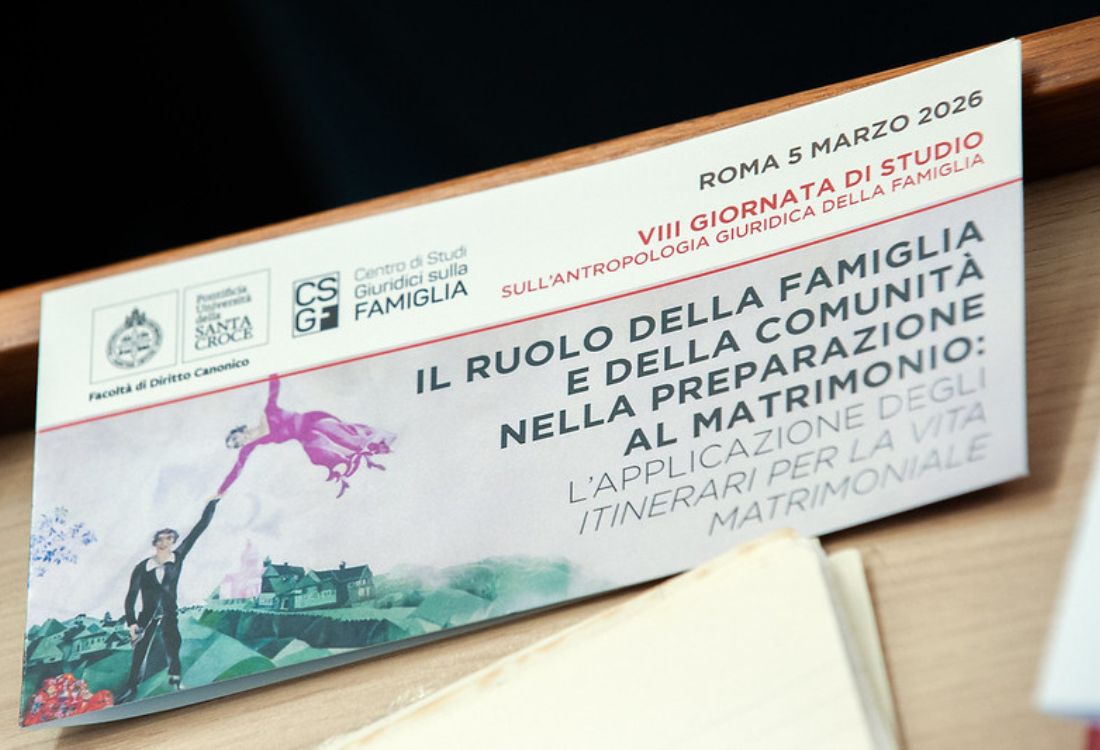 ROMA 5 MARZO 2026
VIII GIORNATA DI STUDIO
SULL'ANTROPOLOGIA GIURIDICA DELLA FAMIGLIA
Pontificia
Università
della
SANTA
CROCE
Facoltà di Diritto Canonico
CS
GF
Centro di Studi
Giuridici sulla
FAMIGLIA
IL RUOLO DELLA FAMIGLIA
E DELLA COMUNITÀ
NELLA PREPARAZIONE
AL MATRIMONIO:
L'APPLICAZIONE DEGLI
ITINERARI PER LA VITA
MATRIMONIALE